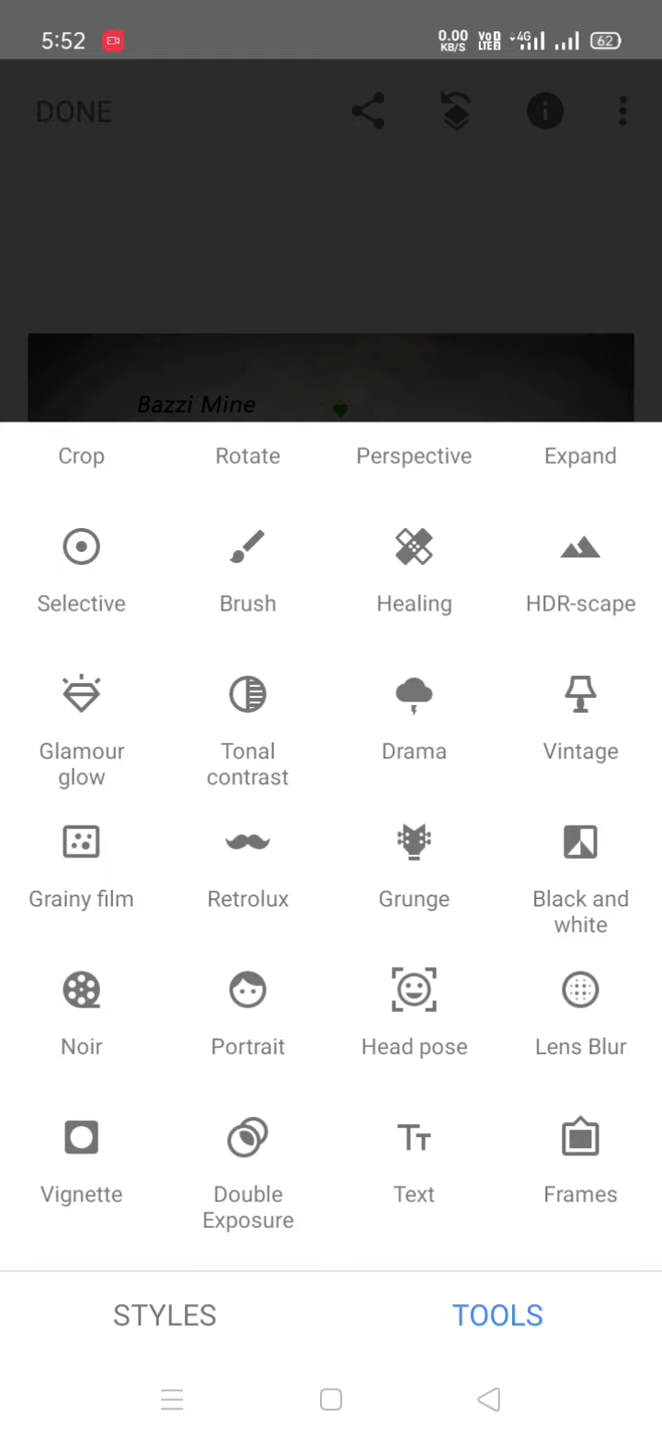 5:52 0.00 KB/S VoD LTE2 4G 62
DONE
Bazzi Mine
Crop Rotate Perspective Expand
Selective Brush Healing HDR-scape
Glamour glow Tonal contrast Drama Vintage
Grainy film Retrolux Grunge Black and white
Noir Portrait Head pose Lens Blur
Vignette Double Exposure Text Frames
STYLES TOOLS